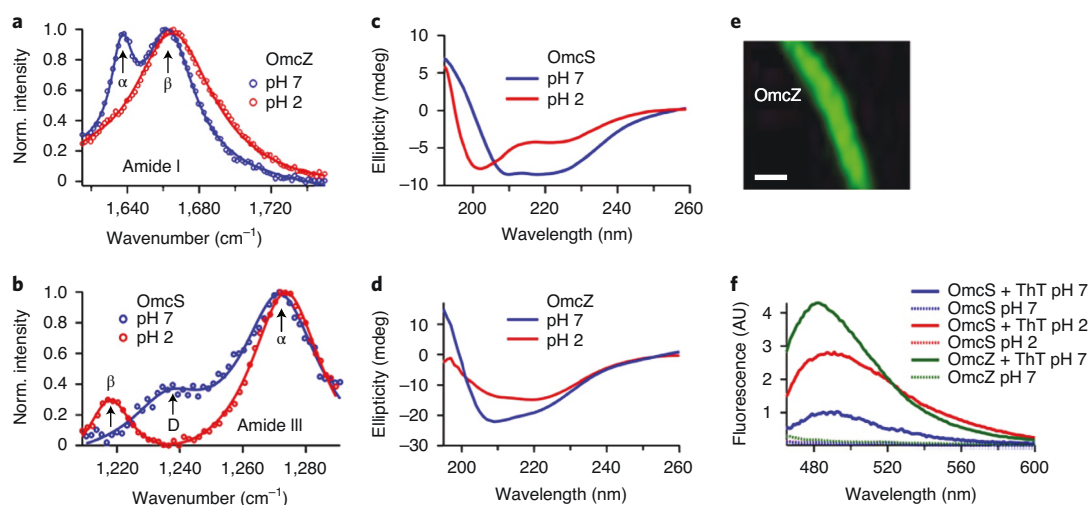 a
1.0
0.8
0.6
0.4
0.2
0
Norm. intensity
OmcZ
pH 7
pH 2
α
β
Amide I
1,640
1,680
1,720
Wavenumber (cm⁻¹)
b
1.0
0.8
0.6
0.4
0.2
0
Norm. intensity
OmcS
pH 7
pH 2
β
D
α
Amide III
1,220
1,240
1,260
1,280
Wavenumber (cm⁻¹)
c
10
5
0
−5
−10
Ellipticity (mdeg)
OmcS
pH 7
pH 2
200
220
240
260
Wavelength (nm)
d
20
10
0
−10
−20
−30
Ellipticity (mdeg)
OmcZ
pH 7
pH 2
200
220
240
260
Wavelength (nm)
e
OmcZ
f
4
3
2
1
Fluorescence (AU)
OmcS + ThT pH 7
OmcS pH 7
OmcS + ThT pH 2
OmcS pH 2
OmcZ + ThT pH 7
OmcZ pH 7
480
520
560
600
Wavelength (nm)